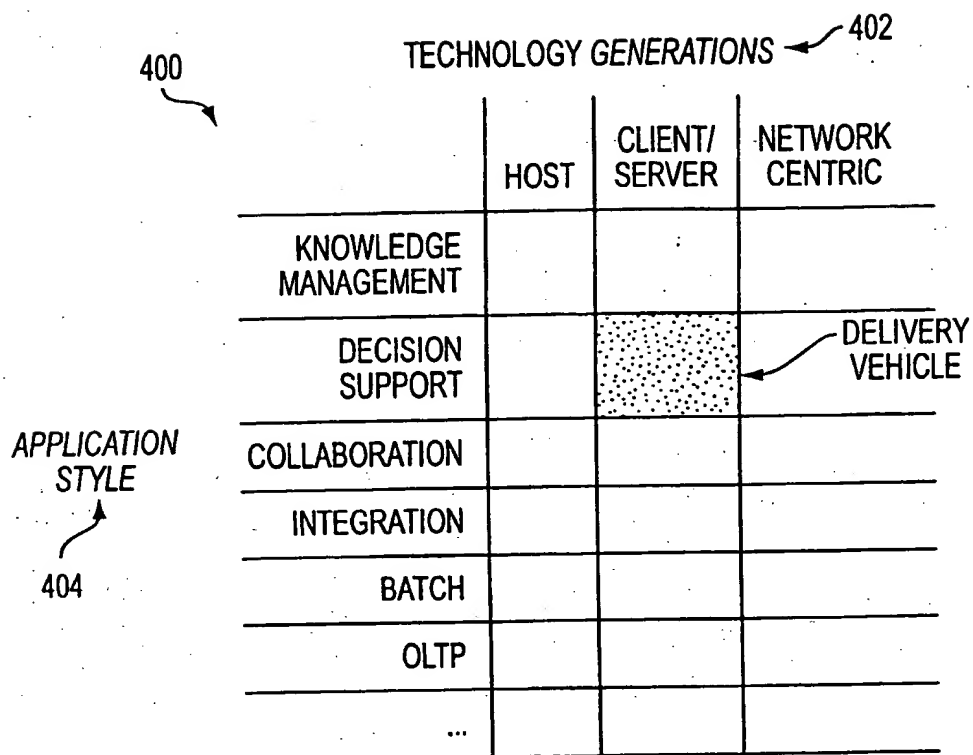 TECHNOLOGY GENERATIONS
402
400
HOST
CLIENT/
SERVER
NETWORK
CENTRIC
KNOWLEDGE
MANAGEMENT
DECISION
SUPPORT
DELIVERY
VEHICLE
APPLICATION
STYLE
404
COLLABORATION
INTEGRATION
BATCH
OLTP
...